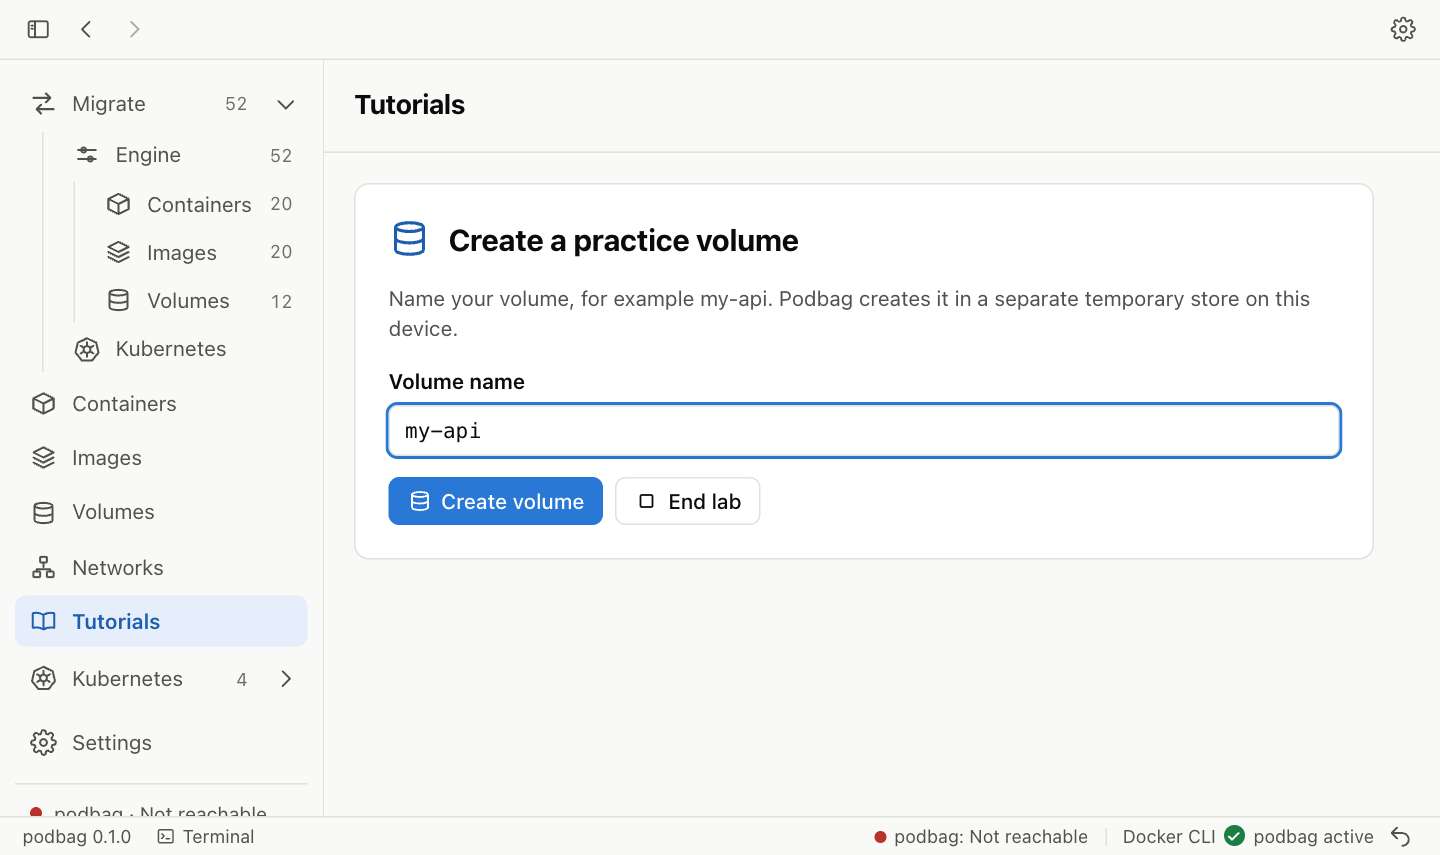 Migrate 52
Engine 52
Containers 20
Images 20
Volumes 12
Kubernetes
Containers
Images
Volumes
Networks
Tutorials
Kubernetes 4
Settings
podbag · Not reachable
Tutorials
Create a practice volume
Name your volume, for example my-api. Podbag creates it in a separate temporary store on this
device.
Volume name
my-api
Create volume End lab
podbag 0.1.0 Terminal podbag: Not reachable Docker CLI podbag active